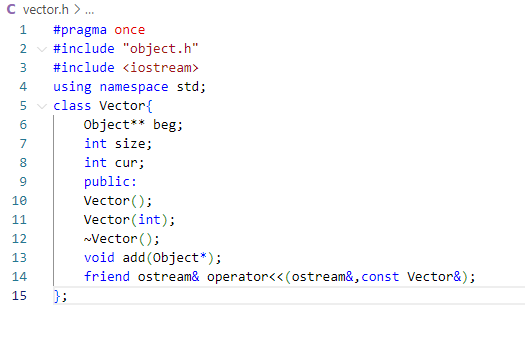 C vector.h > ...
1 #pragma once
2 #include "object.h"
3 #include <iostream>
4 using namespace std;
5 class Vector{
6     Object** beg;
7     int size;
8     int cur;
9     public:
10     Vector();
11     Vector(int);
12     ~Vector();
13     void add(Object*);
14     friend ostream& operator<<(ostream&,const Vector&);
15 };